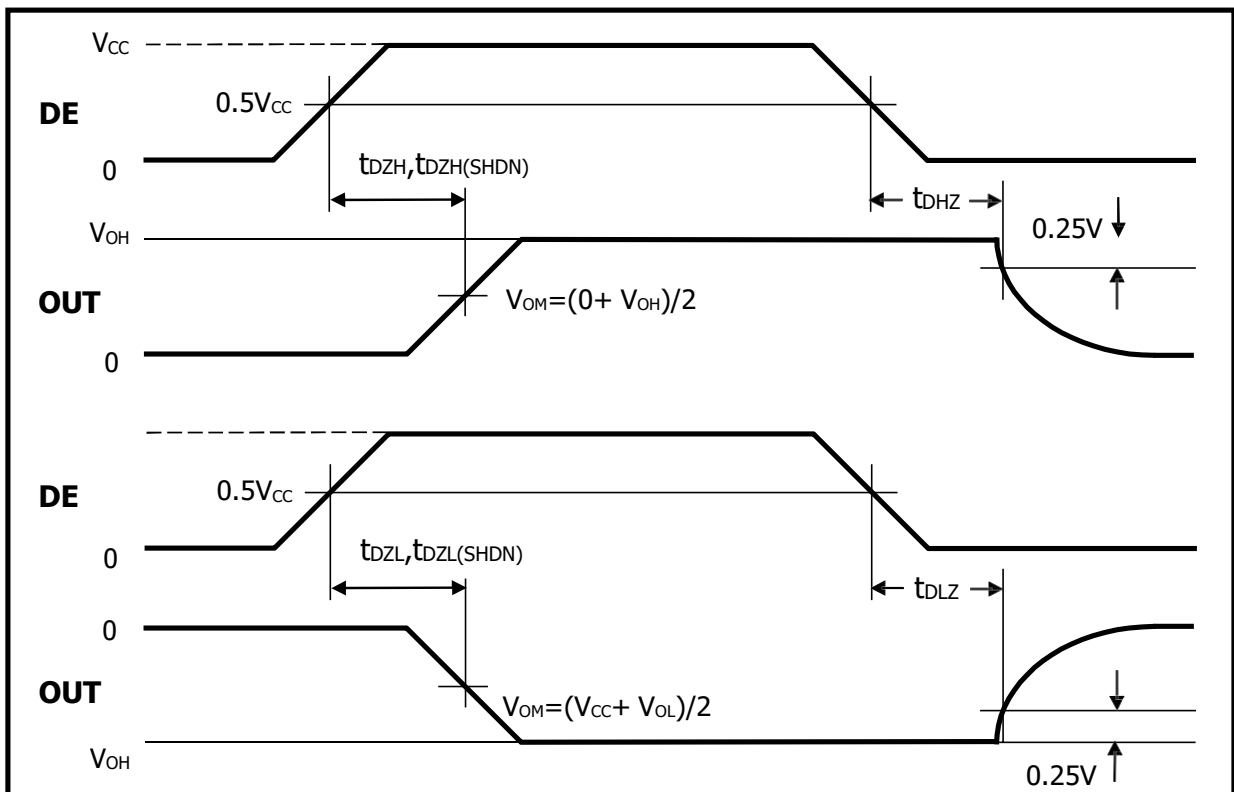 VCC
0.5VCC
DE
0
tDZH,tDZH(SHDN)
tDHZ
VOH
0.25V
OUT
VOM=(0+ VOH)/2
0
0.5VCC
DE
0
tDZL,tDZL(SHDN)
tDLZ
0
OUT
VOM=(VCC+ VOL)/2
VOH
0.25V